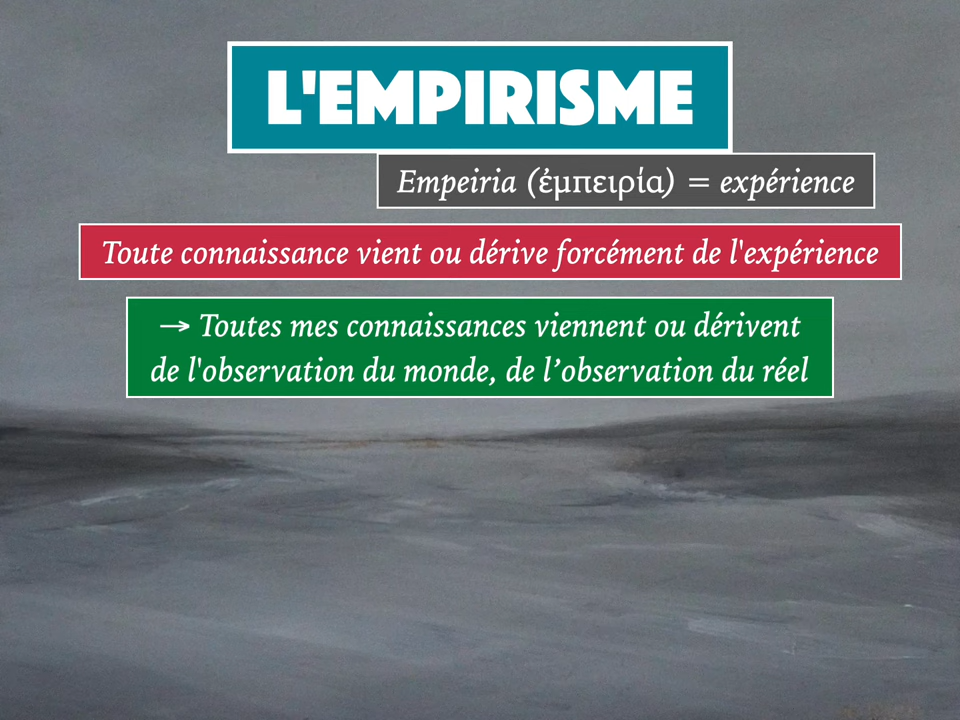 L'EMPIRISME
Empeiria (ἐμπειρία) = expérience
Toute connaissance vient ou dérive forcément de l'expérience
→ Toutes mes connaissances viennent ou dérivent
de l'observation du monde, de l’observation du réel